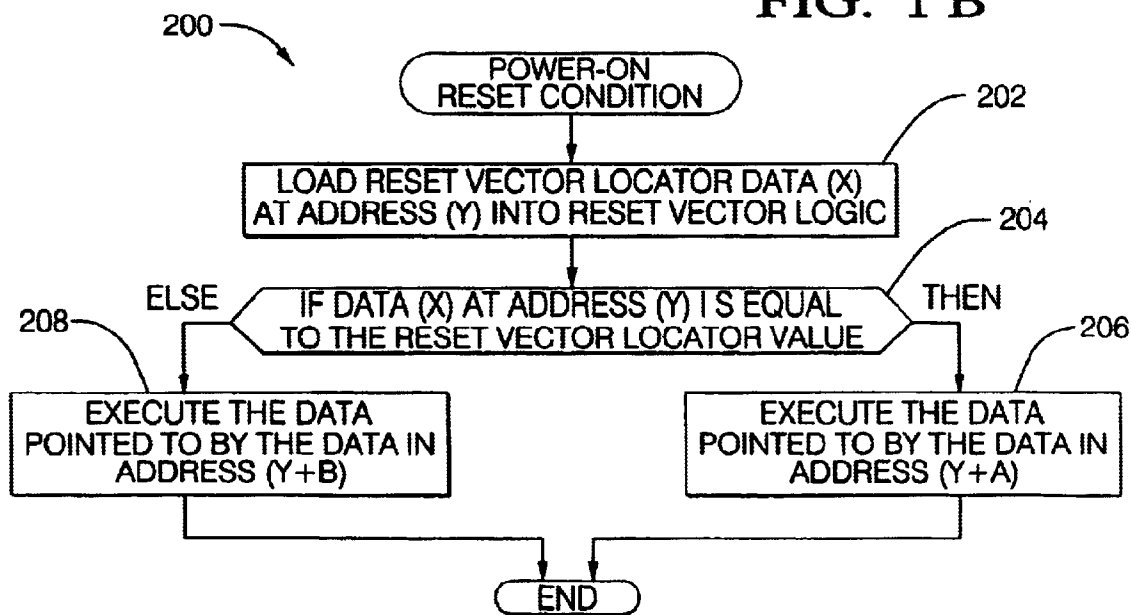 FIG. 1B
200
POWER-ON
RESET CONDITION
202
LOAD RESET VECTOR LOCATOR DATA (X)
AT ADDRESS (Y) INTO RESET VECTOR LOGIC
204
ELSE
IF DATA (X) AT ADDRESS (Y) IS EQUAL
TO THE RESET VECTOR LOCATOR VALUE
THEN
208
206
EXECUTE THE DATA
POINTED TO BY THE DATA IN
ADDRESS (Y+B)
EXECUTE THE DATA
POINTED TO BY THE DATA IN
ADDRESS (Y+A)
END